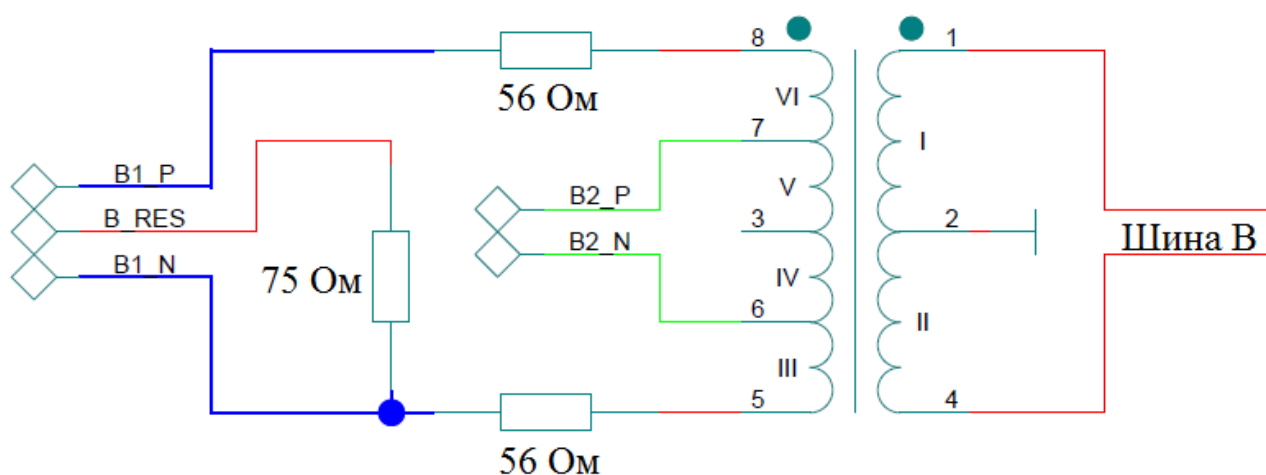 8
1
56 Ом
VI
7
I
B1_P
V
B2_P
B_RES
3
2
B2_N
Шина В
B1_N
75 Ом
IV
6
II
III
5
4
56 Ом